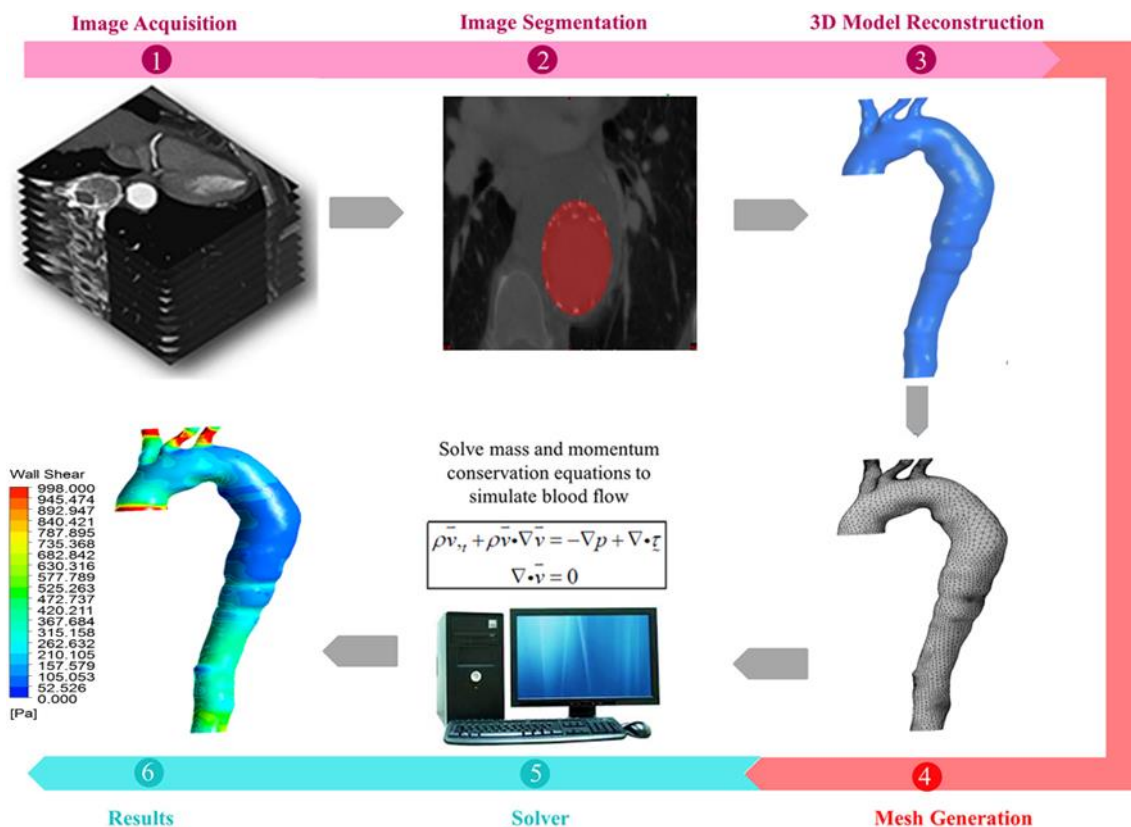 Image Acquisition
Image Segmentation
3D Model Reconstruction
1
2
3
Wall Shear
998.000
945.474
892.947
840.421
787.895
735.368
682.842
630.316
577.789
525.263
472.737
420.211
367.684
315.158
262.632
210.105
157.579
105.053
52.526
0.000
[Pa]
Solve mass and momentum
conservation equations to
simulate blood flow
ρv̄,ₜ + ρv̄•∇v̄ = −∇p + ∇•τ̰
∇•v̄ = 0
6
5
4
Results
Solver
Mesh Generation